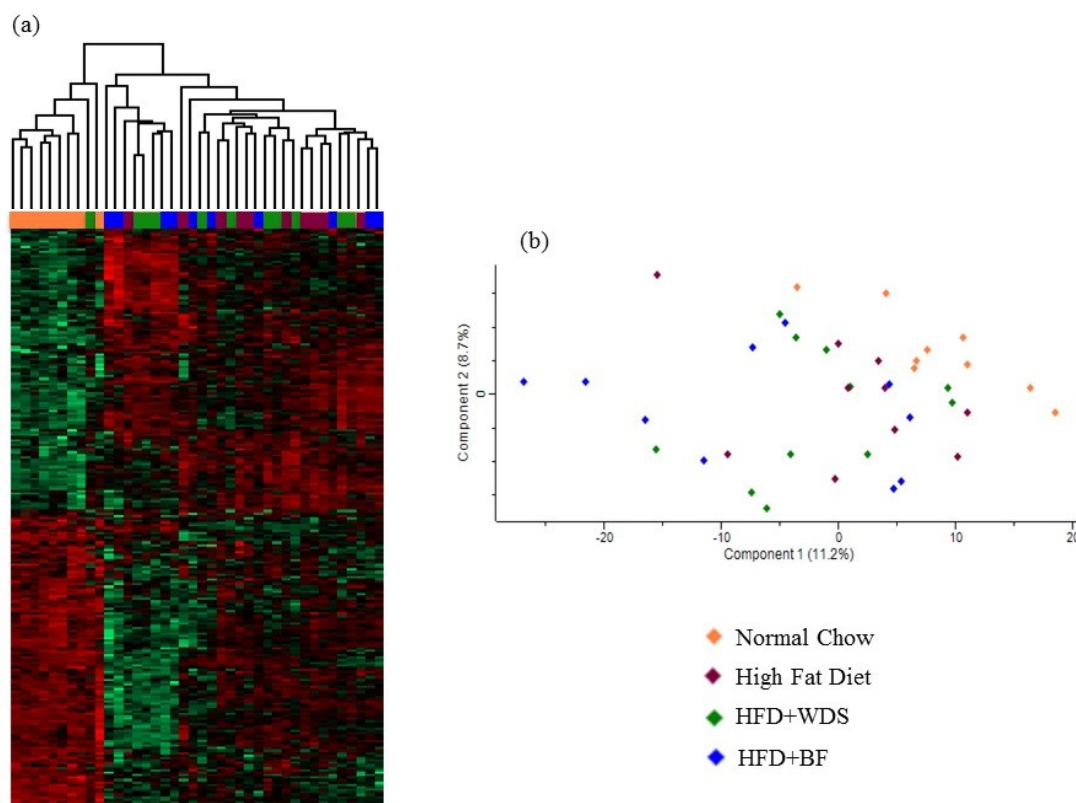 (a)
(b)
Component 2 (8.7%)
0
-20
-10
0
10
20
Component 1 (11.2%)
Normal Chow
High Fat Diet
HFD+WDS
HFD+BF